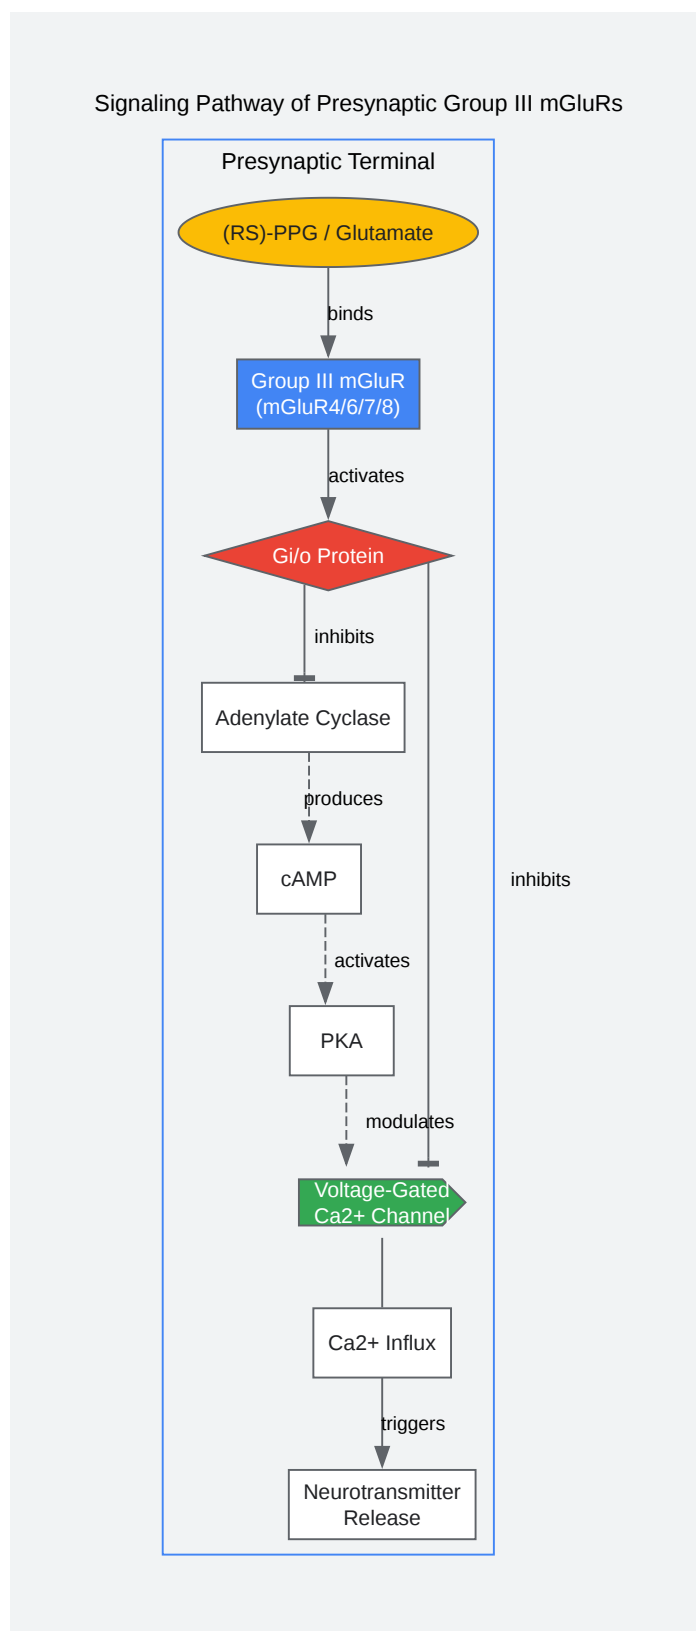 Signaling Pathway of Presynaptic Group III mGluRs
Presynaptic Terminal
(RS)-PPG / Glutamate
binds
Group III mGluR
(mGluR4/6/7/8)
activates
Gi/o Protein
inhibits
Adenylate Cyclase
produces
cAMP
inhibits
activates
PKA
modulates
Voltage-Gated
Ca2+ Channel
Ca2+ Influx
triggers
Neurotransmitter
Release